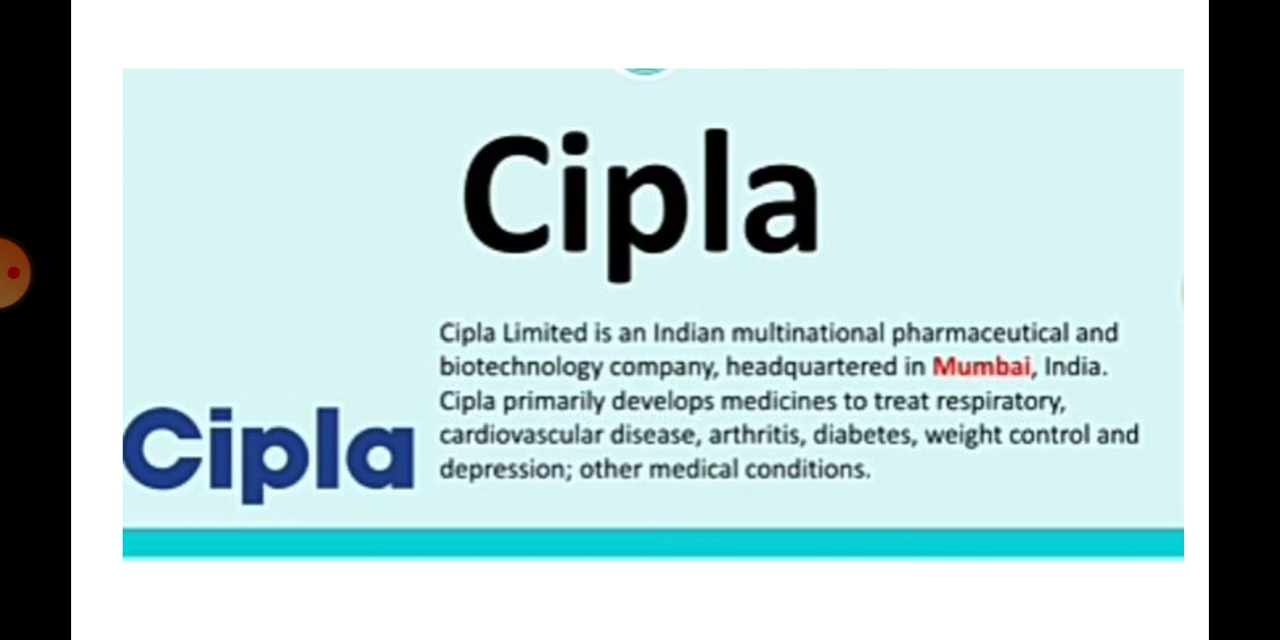 Cipla
Cipla Limited is an Indian multinational pharmaceutical and
biotechnology company, headquartered in Mumbai, India.
Cipla primarily develops medicines to treat respiratory,
cardiovascular disease, arthritis, diabetes, weight control and
depression; other medical conditions.
Cipla